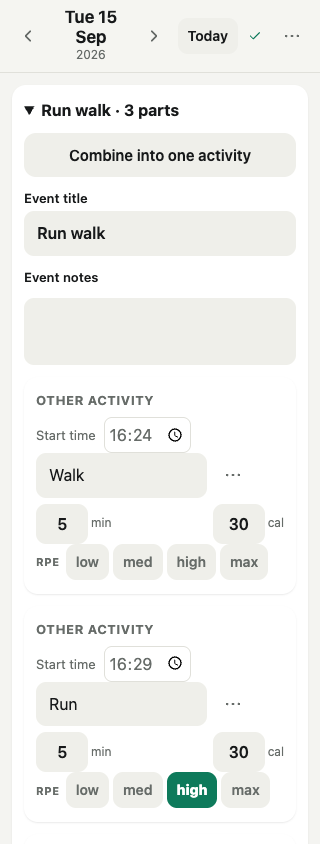 Tue 15
Sep
2026
Today
Run walk · 3 parts
Combine into one activity
Event title
Run walk
Event notes
OTHER ACTIVITY
Start time 16:24
Walk
5 min 30 cal
RPE low med high max
OTHER ACTIVITY
Start time 16:29
Run
5 min 30 cal
RPE low med high max